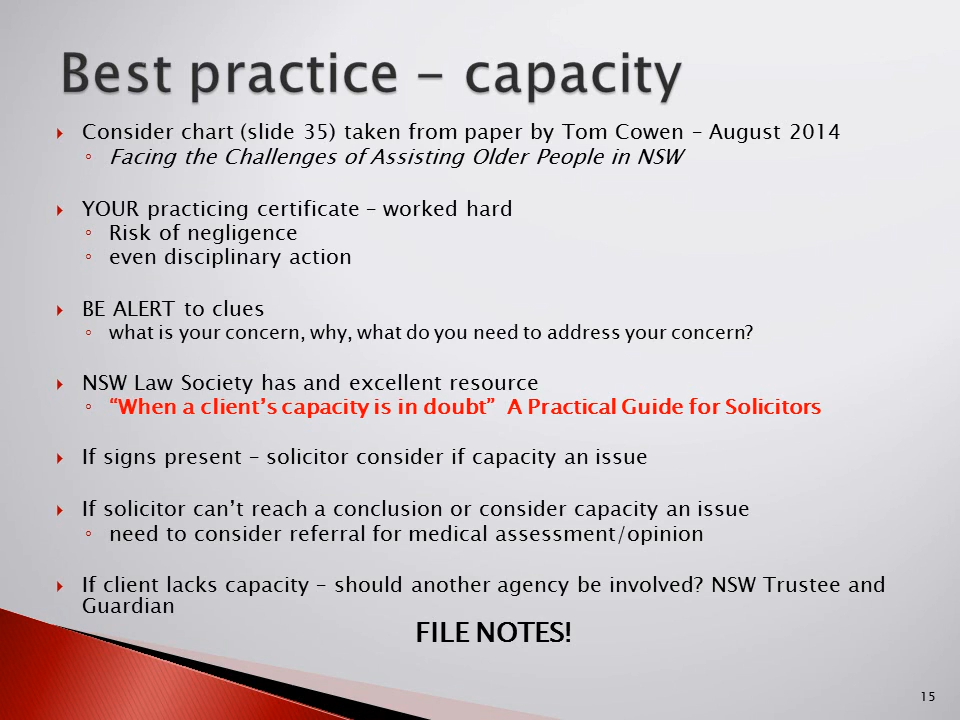 Best practice - capacity
Consider chart (slide 35) taken from paper by Tom Cowen – August 2014
Facing the Challenges of Assisting Older People in NSW
YOUR practicing certificate – worked hard
Risk of negligence
even disciplinary action
BE ALERT to clues
what is your concern, why, what do you need to address your concern?
NSW Law Society has and excellent resource
“When a client’s capacity is in doubt” A Practical Guide for Solicitors
If signs present – solicitor consider if capacity an issue
If solicitor can’t reach a conclusion or consider capacity an issue
need to consider referral for medical assessment/opinion
If client lacks capacity – should another agency be involved? NSW Trustee and
Guardian
FILE NOTES!
15